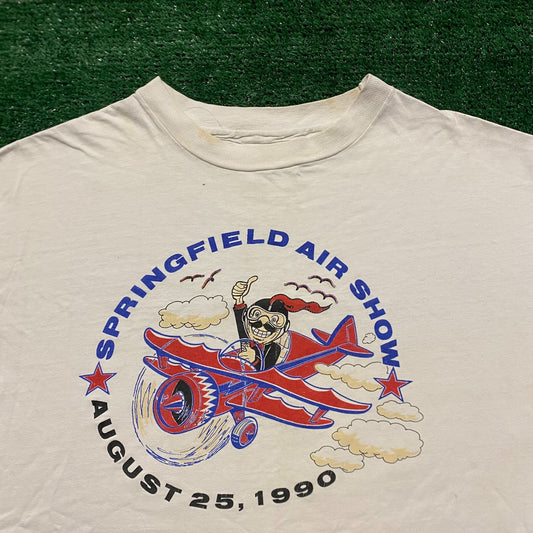 SPRINGFIELD AIR SHOW
AUGUST 25, 1990